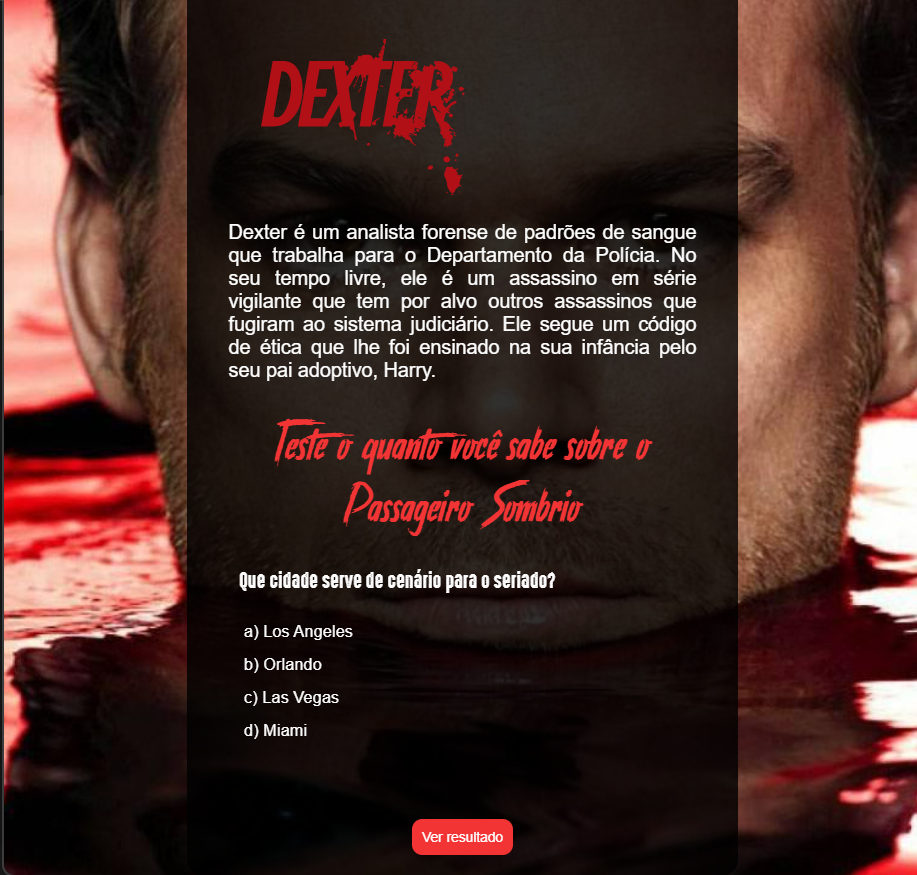 DEXTER
Dexter é um analista forense de padrões de sangue
que trabalha para o Departamento da Polícia. No
seu tempo livre, ele é um assassino em série
vigilante que tem por alvo outros assassinos que
fugiram ao sistema judiciário. Ele segue um código
de ética que lhe foi ensinado na sua infância pelo
seu pai adoptivo, Harry.
Teste o quanto você sabe sobre o
Passageiro Sombrio
Que cidade serve de cenário para o seriado?
a) Los Angeles
b) Orlando
c) Las Vegas
d) Miami
Ver resultado